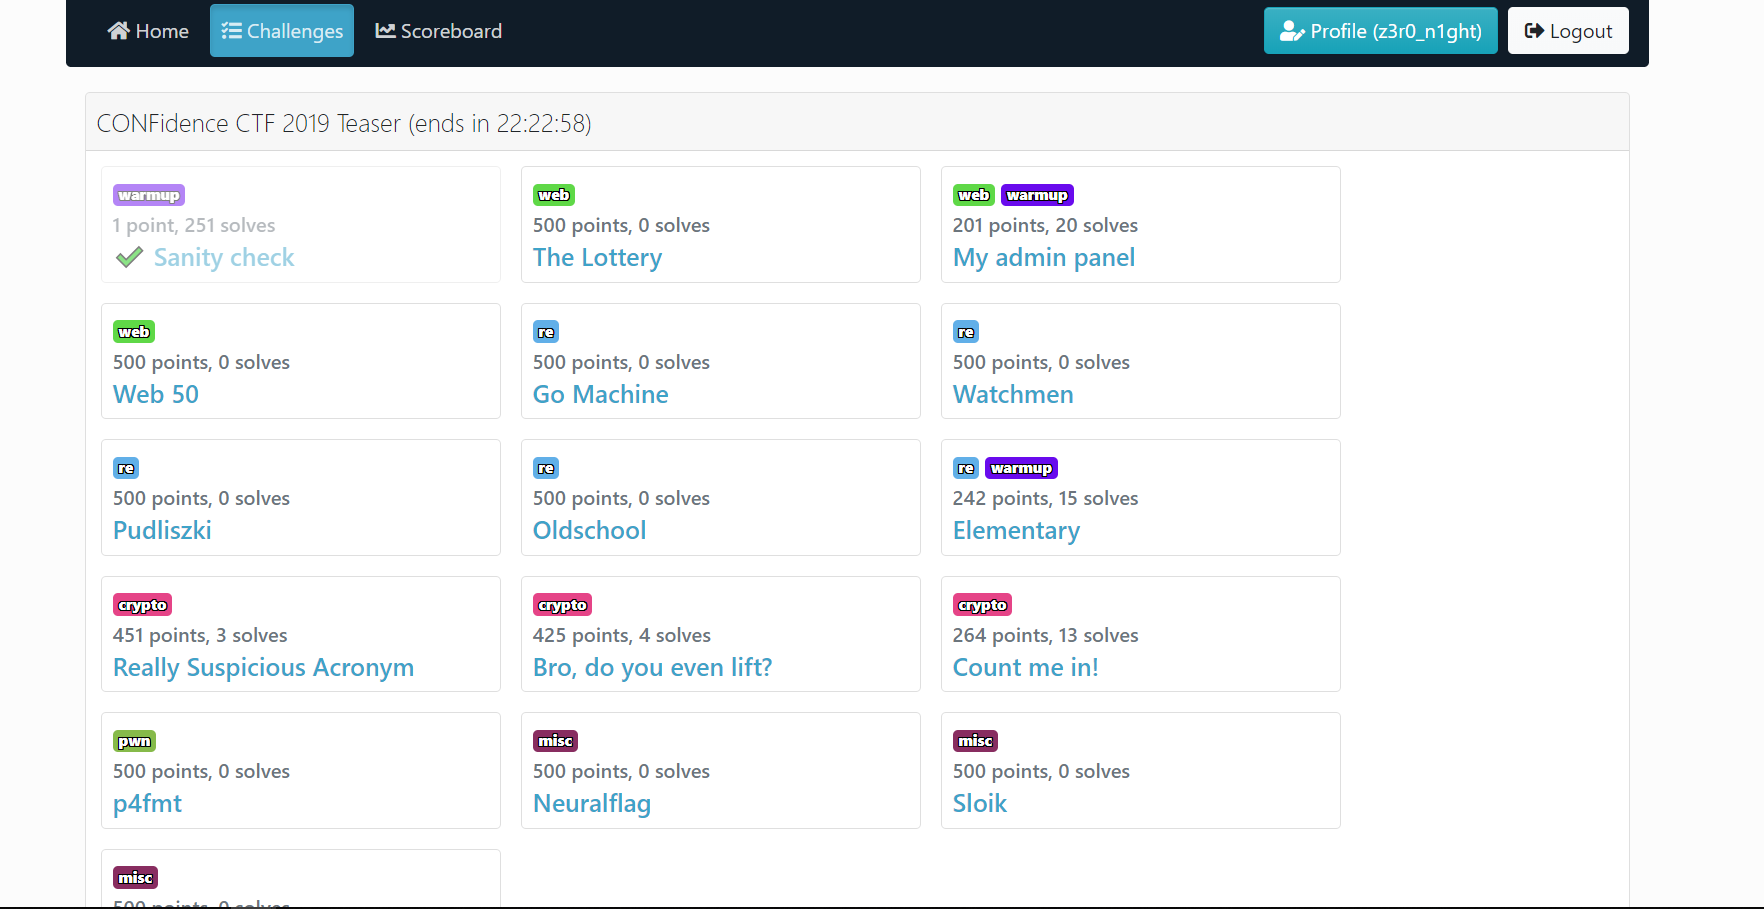 Home Challenges Scoreboard Profile (z3r0_n1ght) Logout
CONFidence CTF 2019 Teaser (ends in 22:22:58)
warmup
1 point, 251 solves
Sanity check
web
500 points, 0 solves
The Lottery
web warmup
201 points, 20 solves
My admin panel
web
500 points, 0 solves
Web 50
re
500 points, 0 solves
Go Machine
re
500 points, 0 solves
Watchmen
re
500 points, 0 solves
Pudliszki
re
500 points, 0 solves
Oldschool
re warmup
242 points, 15 solves
Elementary
crypto
451 points, 3 solves
Really Suspicious Acronym
crypto
425 points, 4 solves
Bro, do you even lift?
crypto
264 points, 13 solves
Count me in!
pwn
500 points, 0 solves
p4fmt
misc
500 points, 0 solves
Neuralflag
misc
500 points, 0 solves
Sloik
misc
500 points, 0 solves